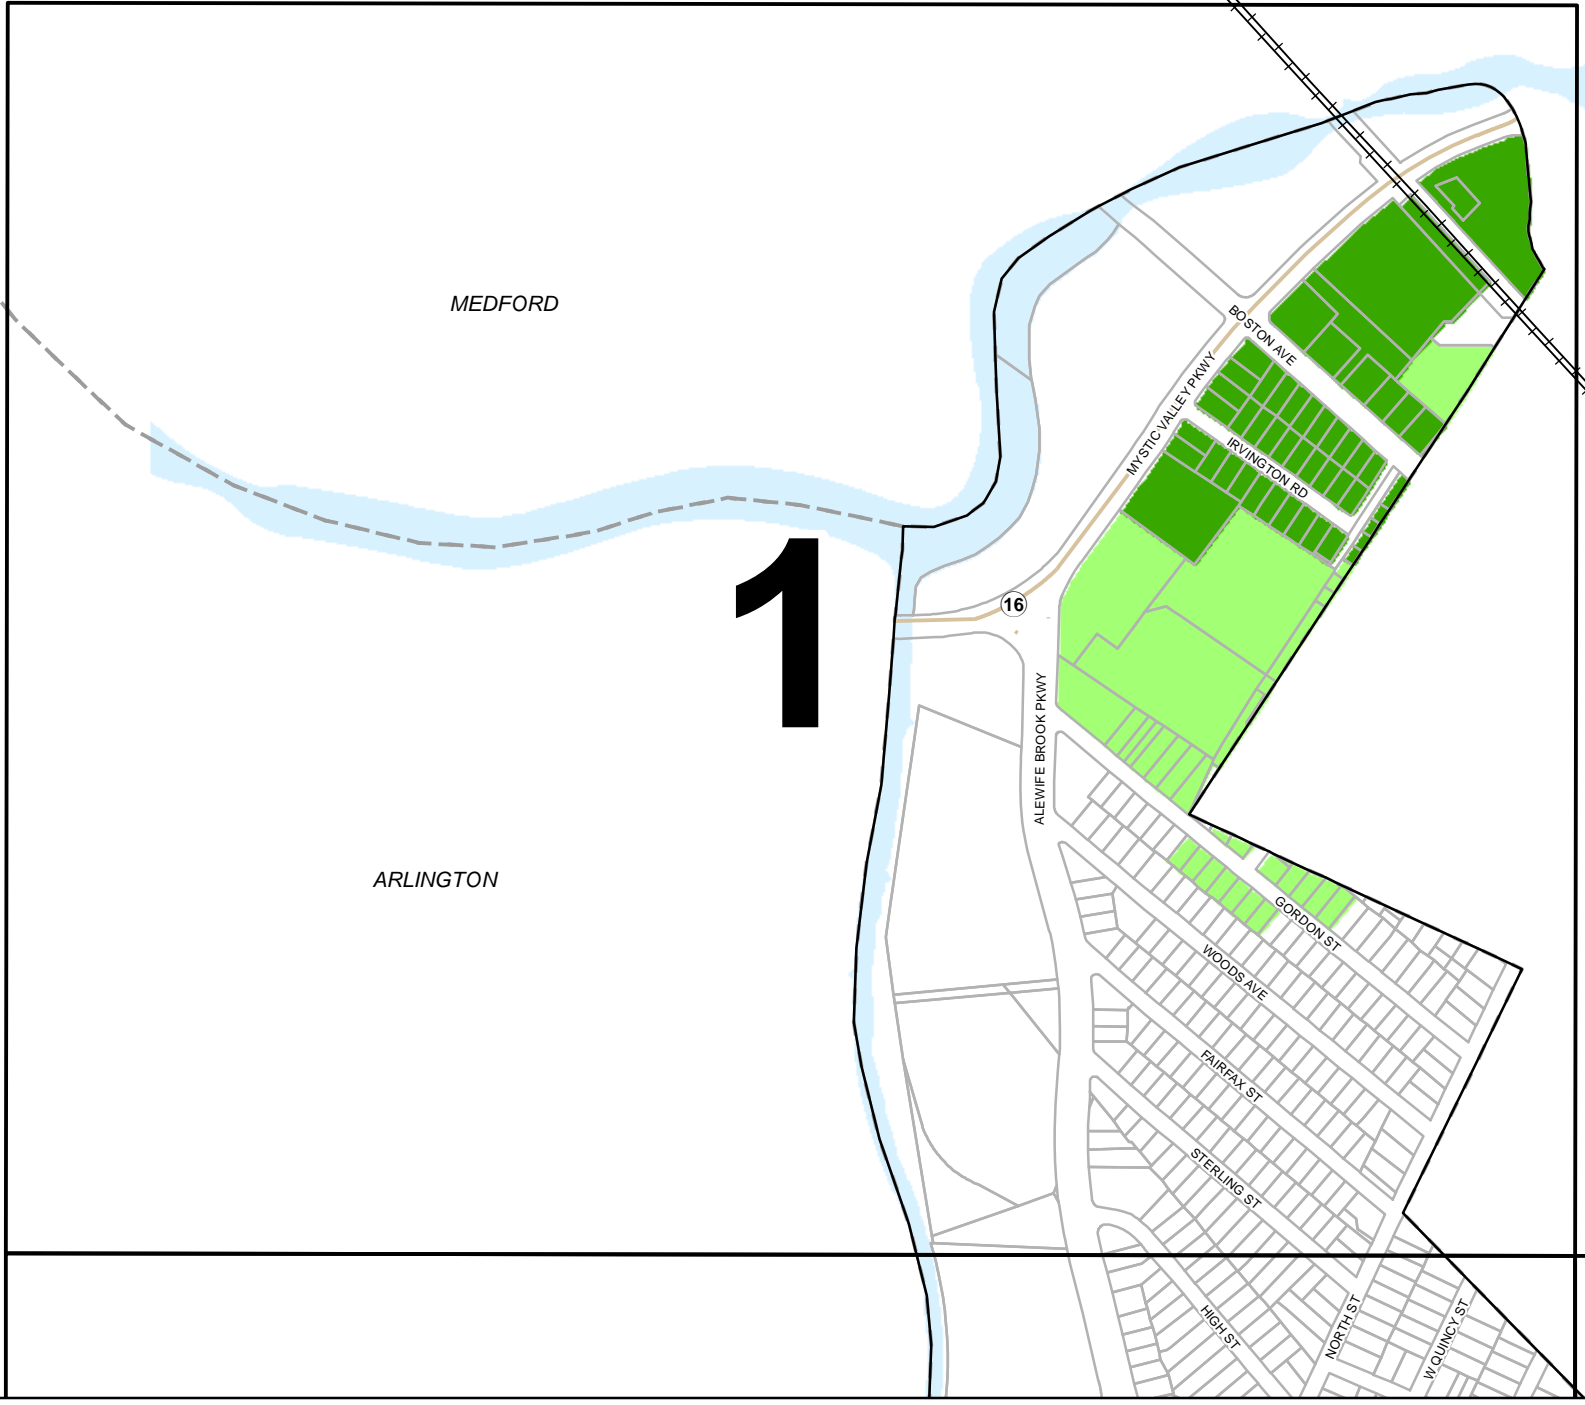 MEDFORD
BOSTON AVE
MYSTIC VALLEY PKWY
IRVINGTON RD
1
16
ALEWIFE BROOK PKWY
ARLINGTON
GORDON ST
WOODS AVE
FAIRFAX ST
STERLING ST
HIGH ST
NORTH ST
W QUINCY ST